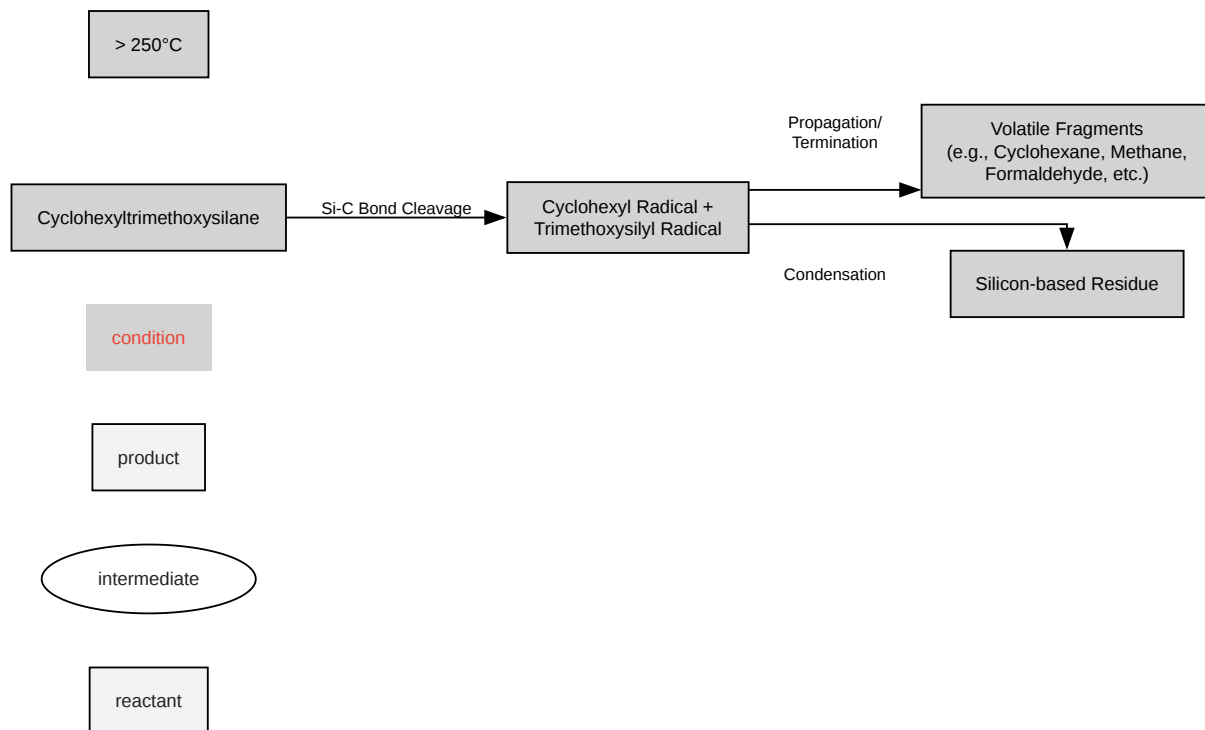 > 250°C
Cyclohexyltrimethoxysilane
Si-C Bond Cleavage
Cyclohexyl Radical +
Trimethoxysilyl Radical
Propagation/
Termination
Volatile Fragments
(e.g., Cyclohexane, Methane,
Formaldehyde, etc.)
Condensation
Silicon-based Residue
condition
product
intermediate
reactant